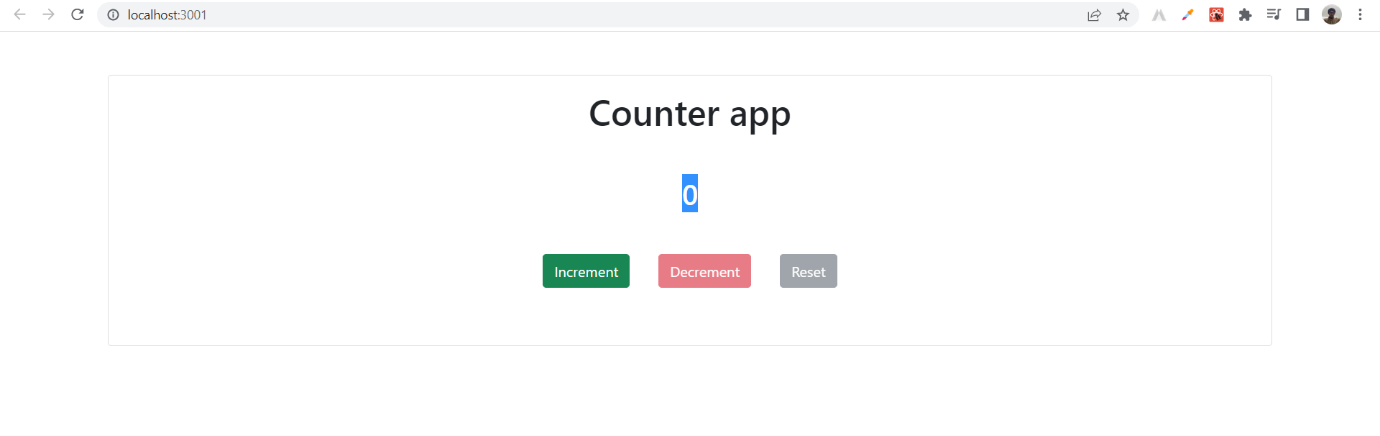 localhost:3001
Counter app
0
Increment Decrement Reset